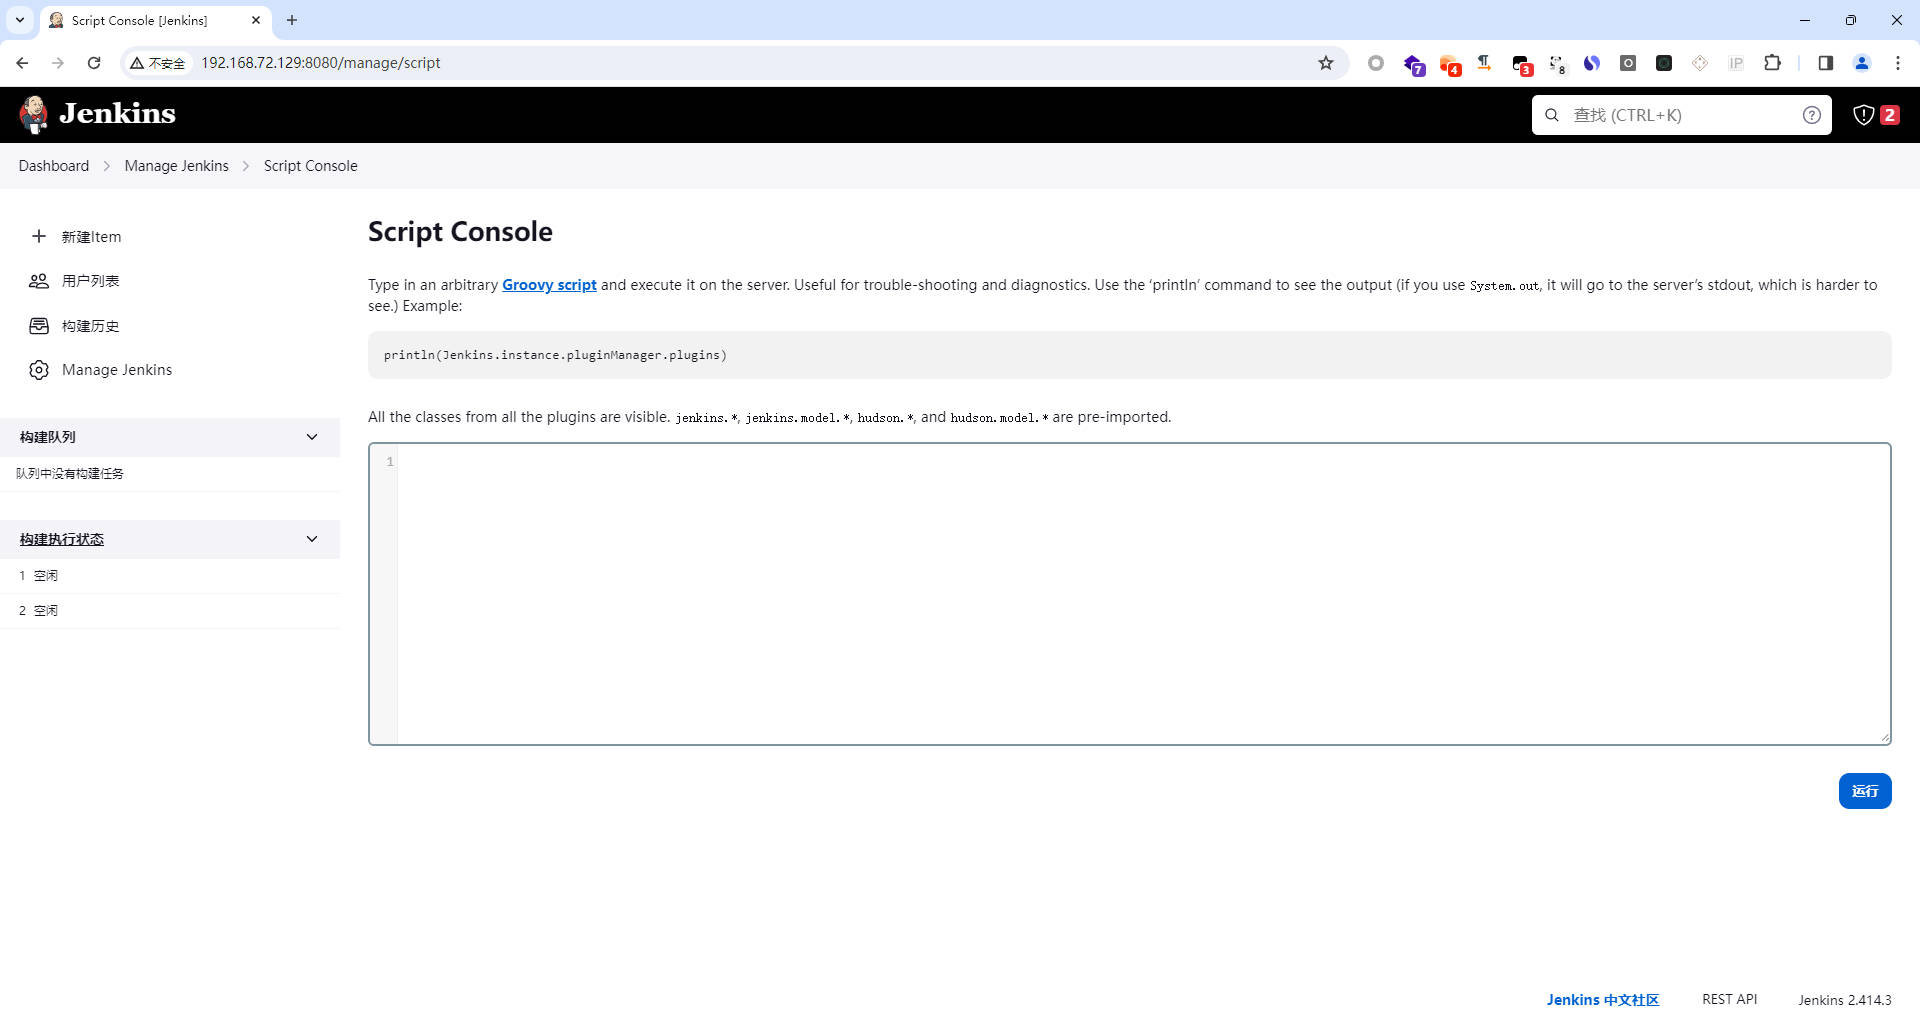 Script Console [Jenkins]
不安全
192.168.72.129:8080/manage/script
7
4
3
8
IP
Jenkins
查找 (CTRL+K)
2
Dashboard
Manage Jenkins
Script Console
新建Item
用户列表
构建历史
Manage Jenkins
构建队列
队列中没有构建任务
构建执行状态
1 空闲
2 空闲
Script Console
Type in an arbitrary Groovy script and execute it on the server. Useful for trouble-shooting and diagnostics. Use the ‘println’ command to see the output (if you use System.out, it will go to the server’s stdout, which is harder to
see.) Example:
println(Jenkins.instance.pluginManager.plugins)
All the classes from all the plugins are visible. jenkins.*, jenkins.model.*, hudson.*, and hudson.model.* are pre-imported.
1
运行
Jenkins 中文社区
REST API
Jenkins 2.414.3